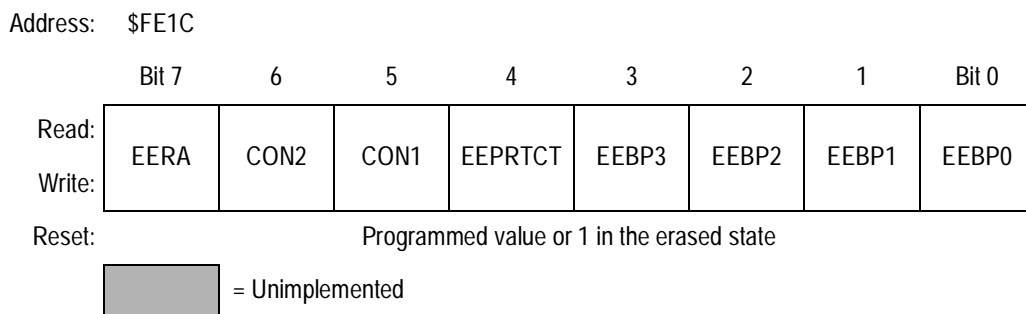 Address: $FE1C
Bit 7 6 5 4 3 2 1 Bit 0
Read:
EERA CON2 CON1 EEPRTCT EEBP3 EEBP2 EEBP1 EEBP0
Write:
Reset: Programmed value or 1 in the erased state
= Unimplemented